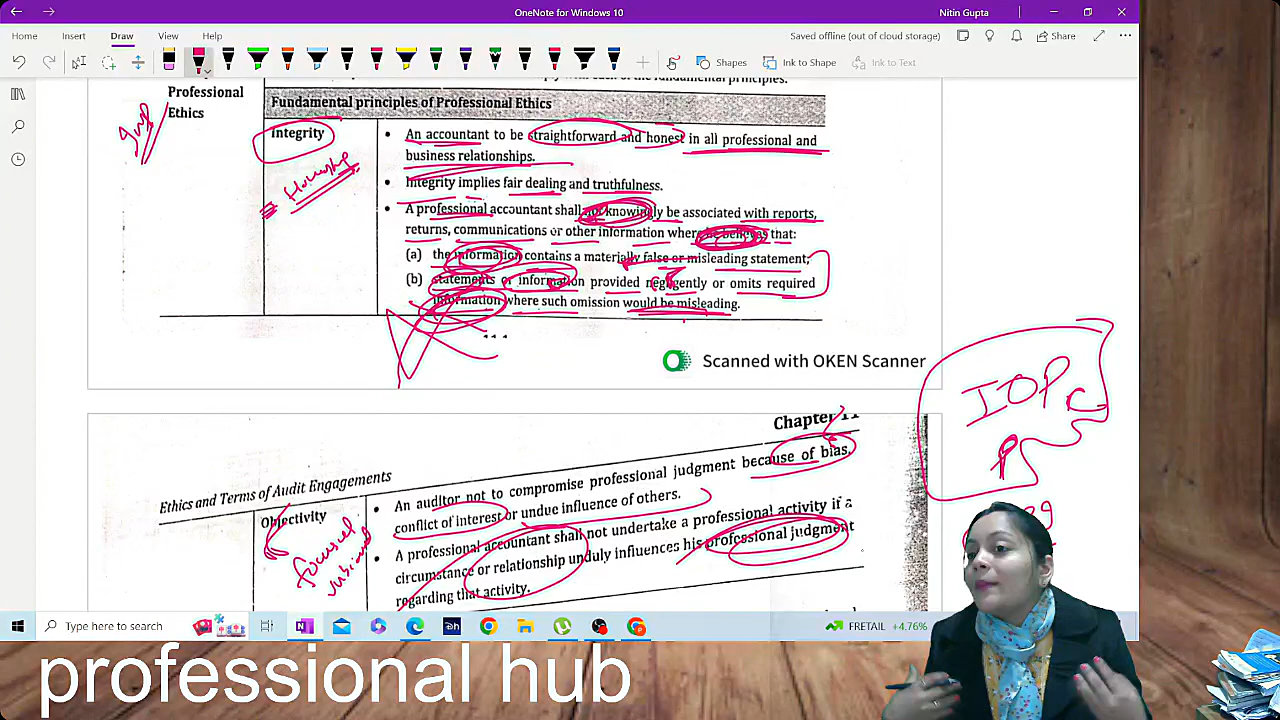 OneNote for Windows 10
Nitin Gupta
Home Insert Draw View Help
Saved offline (out of cloud storage)
Share
Shapes
Ink to Shape
Ink to Text
Professional
Ethics
Imp
Fundamental principles of Professional Ethics
Integrity
Honesty
• An accountant to be straightforward and honest in all professional and
business relationships.
• Integrity implies fair dealing and truthfulness.
• A professional accountant shall not knowingly be associated with reports,
returns, communications or other information where he believes that:
(a) the information contains a materially false or misleading statement;
(b) statements or information provided negligently or omits required
information where such omission would be misleading.
11.1
Scanned with OKEN Scanner
IOPC
P
Chapter 11
Ethics and Terms of Audit Engagements
Objectivity
focused
• An auditor not to compromise professional judgment because of bias,
conflict of interest or undue influence of others.
• A professional accountant shall not undertake a professional activity if a
circumstance or relationship unduly influences his professional judgment
regarding that activity.
Type here to search
FRETAIL +4.76%
professional hub